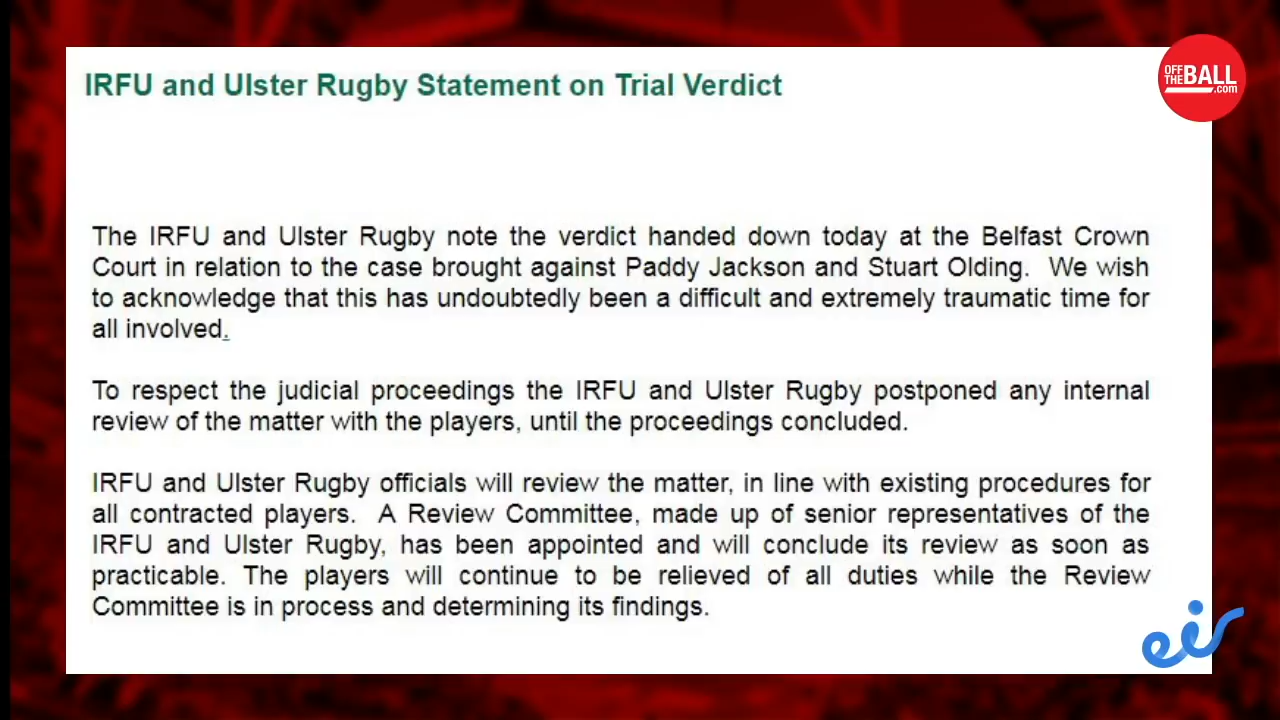 IRFU and Ulster Rugby Statement on Trial Verdict
OFF
THE BALL
.com
The IRFU and Ulster Rugby note the verdict handed down today at the Belfast Crown
Court in relation to the case brought against Paddy Jackson and Stuart Olding. We wish
to acknowledge that this has undoubtedly been a difficult and extremely traumatic time for
all involved.
To respect the judicial proceedings the IRFU and Ulster Rugby postponed any internal
review of the matter with the players, until the proceedings concluded.
IRFU and Ulster Rugby officials will review the matter, in line with existing procedures for
all contracted players. A Review Committee, made up of senior representatives of the
IRFU and Ulster Rugby, has been appointed and will conclude its review as soon as
practicable. The players will continue to be relieved of all duties while the Review
Committee is in process and determining its findings.
eir